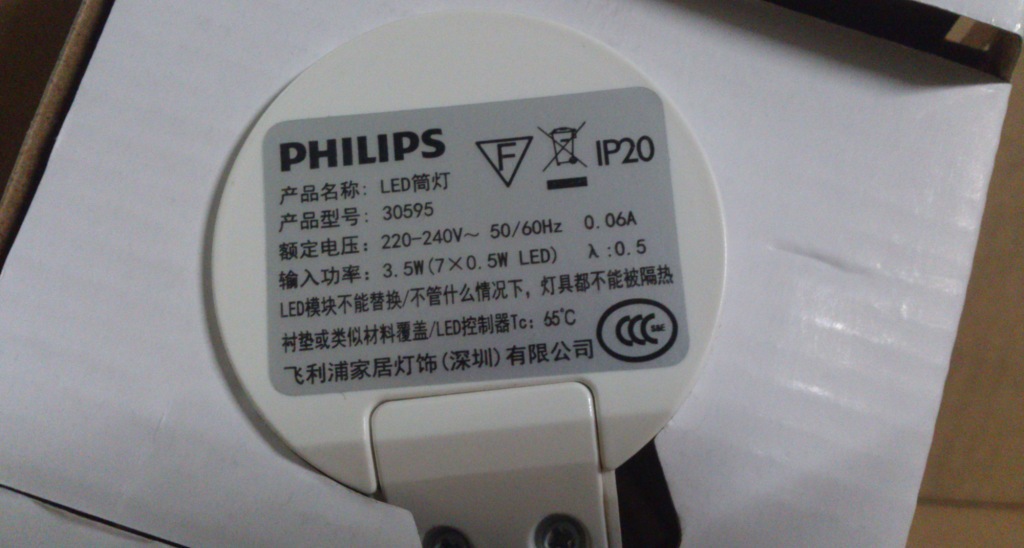 PHILIPS F IP20
产品名称: LED筒灯
产品型号: 30595
额定电压: 220-240V~ 50/60Hz 0.06A
输入功率: 3.5W(7×0.5W LED) λ:0.5
LED模块不能替换/不管什么情况下, 灯具都不能被隔热
衬垫或类似材料覆盖/LED控制器Tc: 65℃
飞利浦家居灯饰(深圳)有限公司
CCC S&E